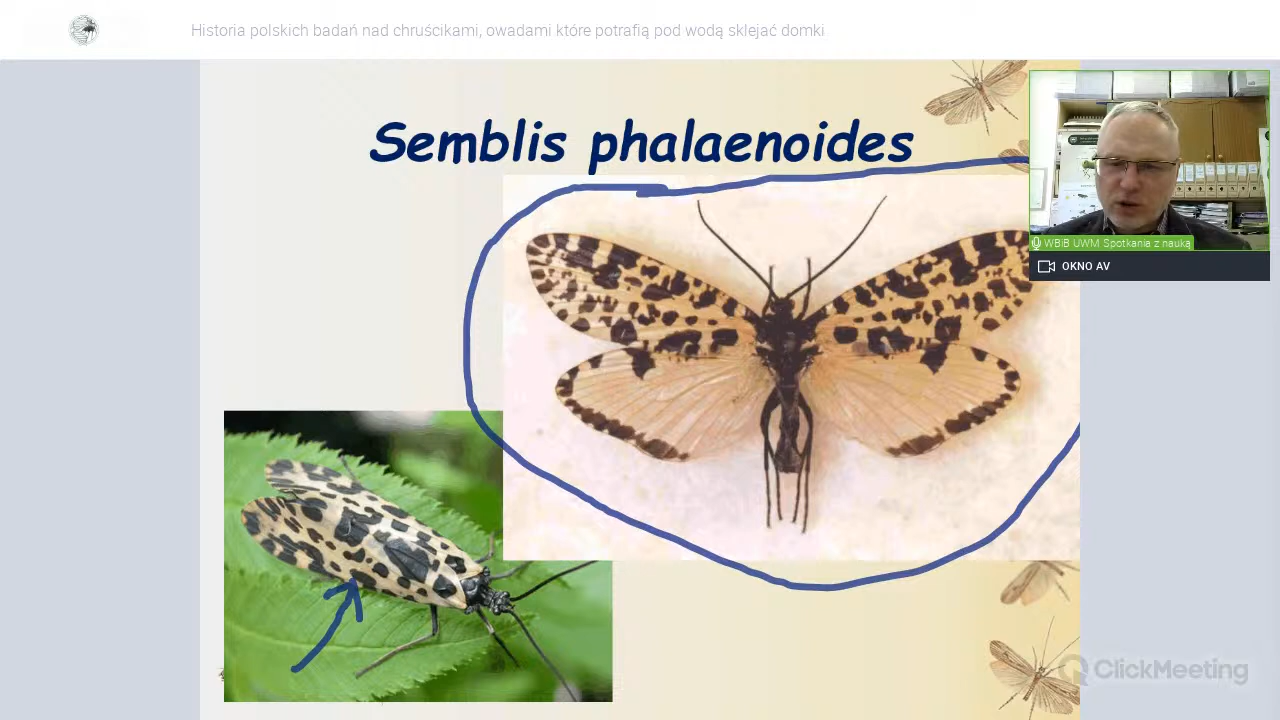 Historia polskich badań nad chruścikami, owadami które potrafią pod wodą sklejać domki
Semblis phalaenoides
WBiB UWM Spotkania z nauką
OKNO AV
ClickMeeting